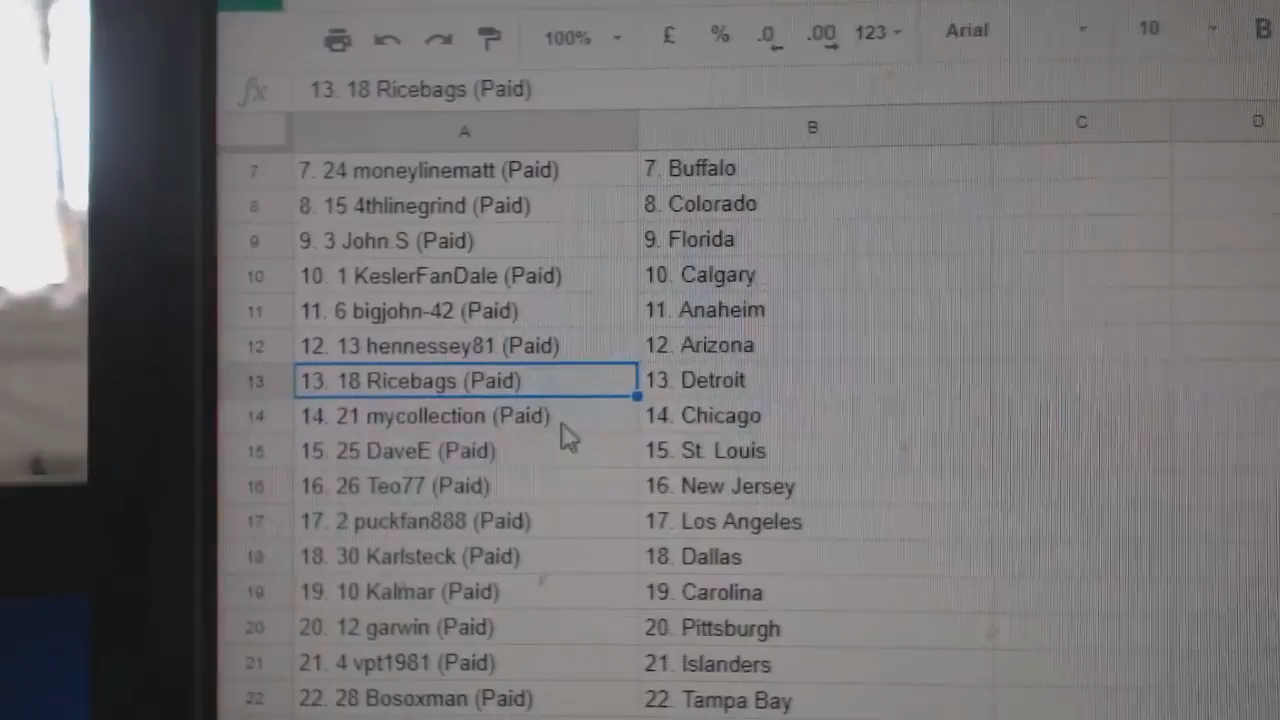 100% £ % .0 .00 123 Arial 10 B
fx 13. 18 Ricebags (Paid)
A B C D
7 7. 24 moneylinematt (Paid) 7. Buffalo
8 8. 15 4thlinegrind (Paid) 8. Colorado
9 9. 3 John.S (Paid) 9. Florida
10 10. 1 KeslerFanDale (Paid) 10. Calgary
11 11. 6 bigjohn-42 (Paid) 11. Anaheim
12 12. 13 hennessey81 (Paid) 12. Arizona
13 13. 18 Ricebags (Paid) 13. Detroit
14 14. 21 mycollection (Paid) 14. Chicago
15 15. 25 DaveE (Paid) 15. St. Louis
16 16. 26 Teo77 (Paid) 16. New Jersey
17 17. 2 puckfan888 (Paid) 17. Los Angeles
18 18. 30 Karlsteck (Paid) 18. Dallas
19 19. 10 Kalmar (Paid) 19. Carolina
20 20. 12 garwin (Paid) 20. Pittsburgh
21 21. 4 vpt1981 (Paid) 21. Islanders
22 22. 28 Bosoxman (Paid) 22. Tampa Bay